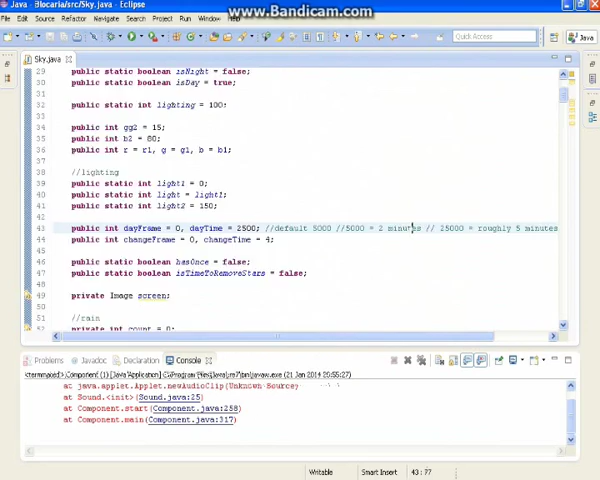 Java - Blocaria/src/Sky.java - Eclipse
www.Bandicam.com
File Edit Source Refactor Navigate Search Project Run Window Help
Quick Access
Java
Sky.java
29 public static boolean isNight = false;
30 public static boolean isDay = true;
31
32 public static int lighting = 100;
33
34 public int gg2 = 15;
35 public int b2 = 80;
36 public int r = r1, g = g1, b = b1;
37
38 //lighting
39 public static int light1 = 0;
40 public static int light = light1;
41 public static int light2 = 150;
42
43 public int dayFrame = 0, dayTime = 2500; //default 5000 //5000 = 2 minutes // 25000 = roughly 5 minutes
44 public int changeFrame = 0, changeTime = 4;
45
46 public static boolean hasOnce = false;
47 public static boolean isTimeToRemoveStars = false;
48
49 private Image screen;
50
51 //rain
52 private int count = 0;
Problems Javadoc Declaration Console
<terminated> Component (1) [Java Application] C:\Program Files\Java\jre7\bin\javaw.exe (21 Jan 2014 20:55:27)
at java.applet.Applet.newAudioClip(Unknown Source)
at Sound.<init>(Sound.java:25)
at Component.start(Component.java:258)
at Component.main(Component.java:317)
Writable Smart Insert 43 : 77